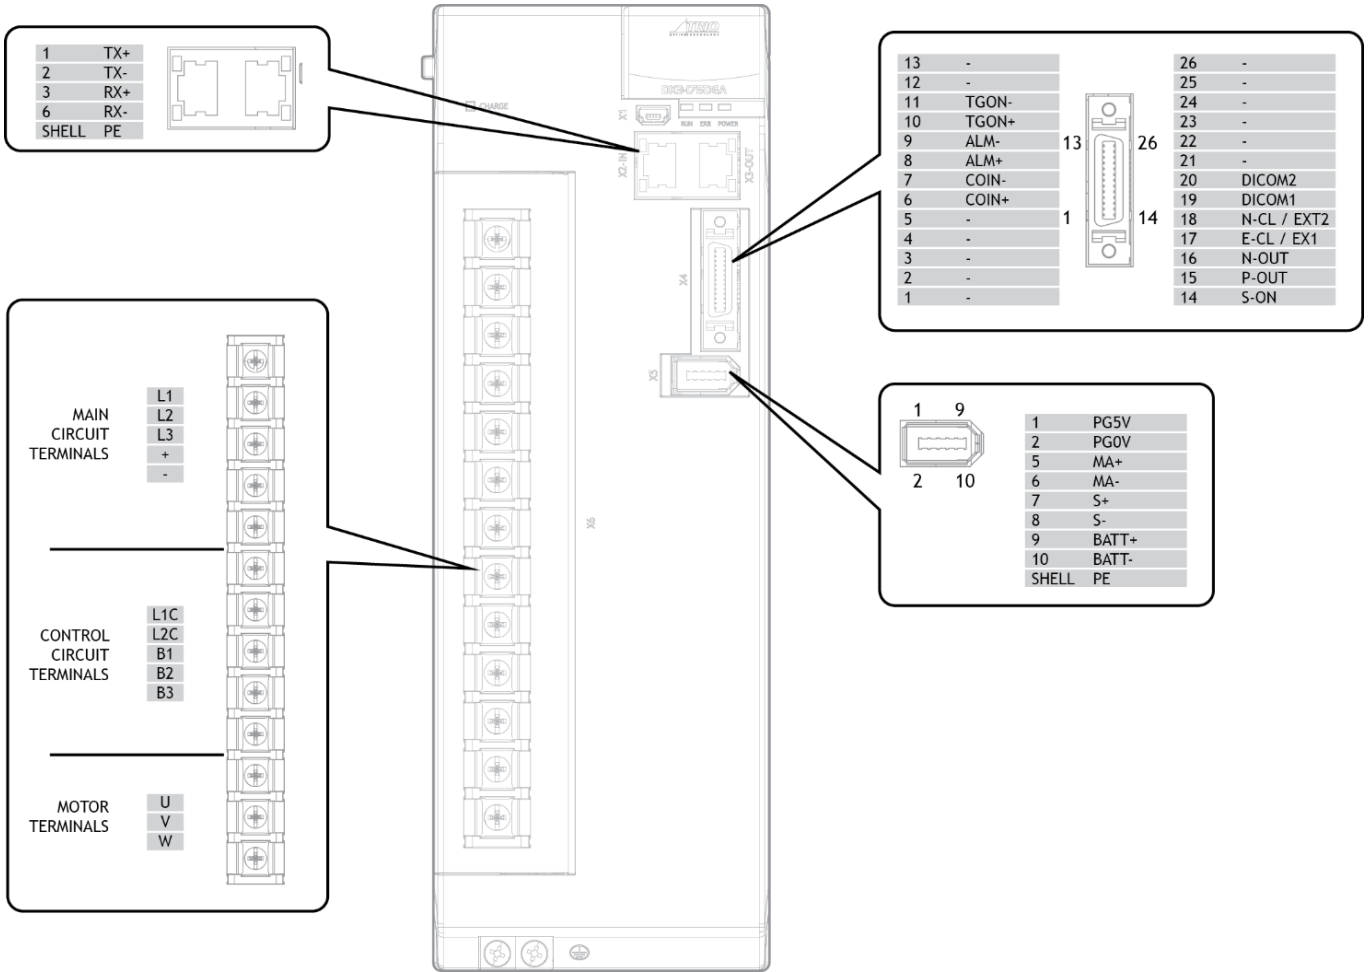 1 TX+
2 TX-
3 RX+
6 RX-
SHELL PE
TRIO
CHARGE
DX3-075D6A
X1
RUN ERR POWER
X2-IN
X3-OUT
X4
X5
X6
13 -
12 -
11 TGON-
10 TGON+
9 ALM-
8 ALM+
7 COIN-
6 COIN+
5 -
4 -
3 -
2 -
1 -
13
26
1
14
26 -
25 -
24 -
23 -
22 -
21 -
20 DICOM2
19 DICOM1
18 N-CL / EXT2
17 E-CL / EX1
16 N-OUT
15 P-OUT
14 S-ON
MAIN
CIRCUIT
TERMINALS
L1
L2
L3
+
-
CONTROL
CIRCUIT
TERMINALS
L1C
L2C
B1
B2
B3
MOTOR
TERMINALS
U
V
W
1 9
2 10
1 PG5V
2 PG0V
5 MA+
6 MA-
7 S+
8 S-
9 BATT+
10 BATT-
SHELL PE